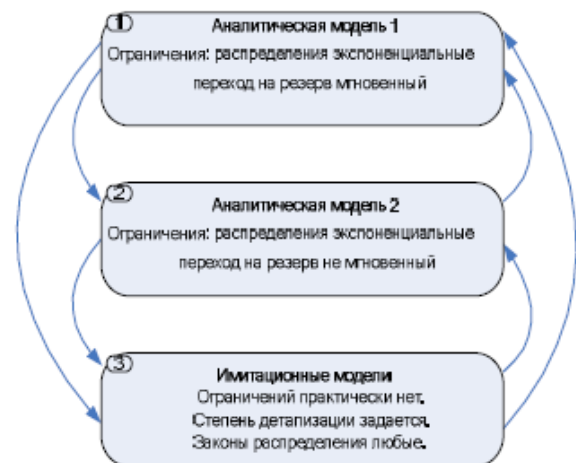 1
Аналитическая модель 1
Ограничения: распределения экспоненциальные
переход на резерв мгновенный
2
Аналитическая модель 2
Ограничения: распределения экспоненциальные
переход на резерв не мгновенный
3
Имитационные модели
Ограничений практически нет.
Степень детализации задается.
Законы распределения любые.